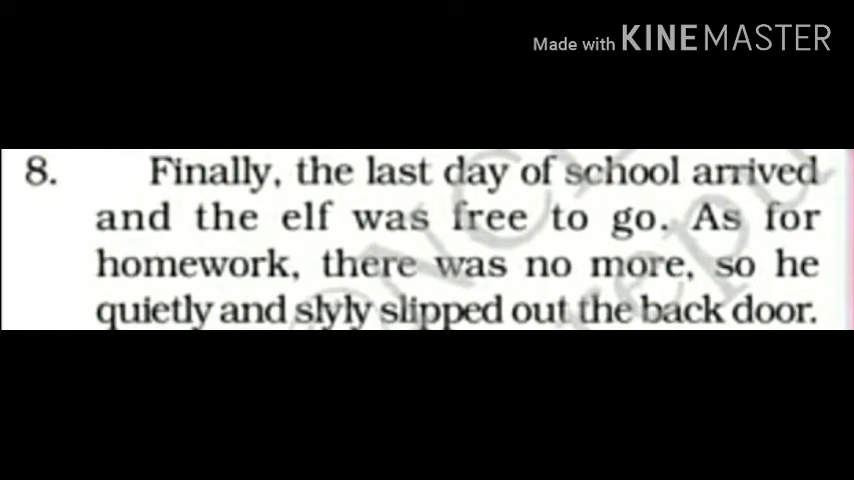 Made with KINEMASTER
8. Finally, the last day of school arrived
and the elf was free to go. As for
homework, there was no more, so he
quietly and slyly slipped out the back door.